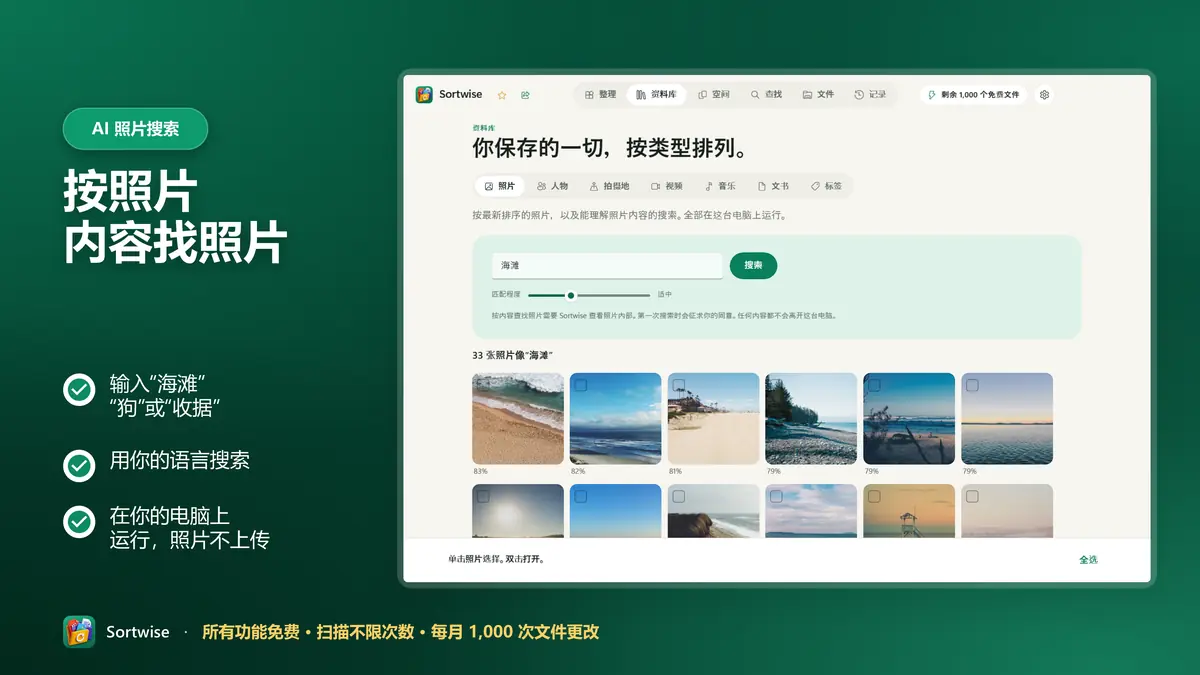 AI 照片搜索
按照片
内容找照片
输入“海滩”
“狗”或“收据”
用你的语言搜索
在你的电脑上
运行，照片不上传
Sortwise · 所有功能免费 • 扫描不限次数 • 每月 1,000 次文件更改
Sortwise 整理 资料库 空间 查找 文件 记录 剩余 1,000 个免费文件
资料库
你保存的一切，按类型排列。
照片 人物 拍摄地 视频 音乐 文书 标签
按最新排序的照片，以及能理解照片内容的搜索。全部在这台电脑上运行。
海滩 搜索
匹配程度 适中
按内容查找照片需要 Sortwise 查看照片内部。第一次搜索时会征求你的同意。任何内容都不会离开这台电脑。
33 张照片像“海滩”
83% 82% 81% 79% 79% 79%
单击照片选择。双击打开。 全选